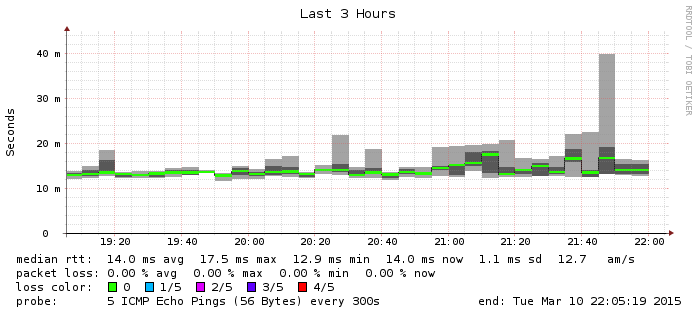 Last 3 Hours
RRDTOOL / TOBI OETIKER
Seconds
40 m
30 m
20 m
10 m
0
19:20 19:40 20:00 20:20 20:40 21:00 21:20 21:40 22:00
median rtt: 14.0 ms avg 17.5 ms max 12.9 ms min 14.0 ms now 1.1 ms sd 12.7 am/s
packet loss: 0.00 % avg 0.00 % max 0.00 % min 0.00 % now
loss color: 0 1/5 2/5 3/5 4/5
probe: 5 ICMP Echo Pings (56 Bytes) every 300s end: Tue Mar 10 22:05:19 2015